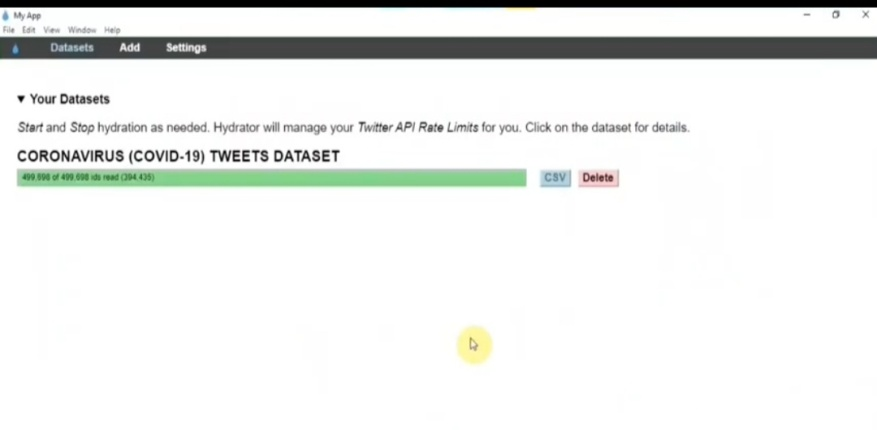 My App
File Edit View Window Help
Datasets Add Settings
▼ Your Datasets
Start and Stop hydration as needed. Hydrator will manage your Twitter API Rate Limits for you. Click on the dataset for details.
CORONAVIRUS (COVID-19) TWEETS DATASET
499,698 of 499,698 ids read (394,435) CSV Delete